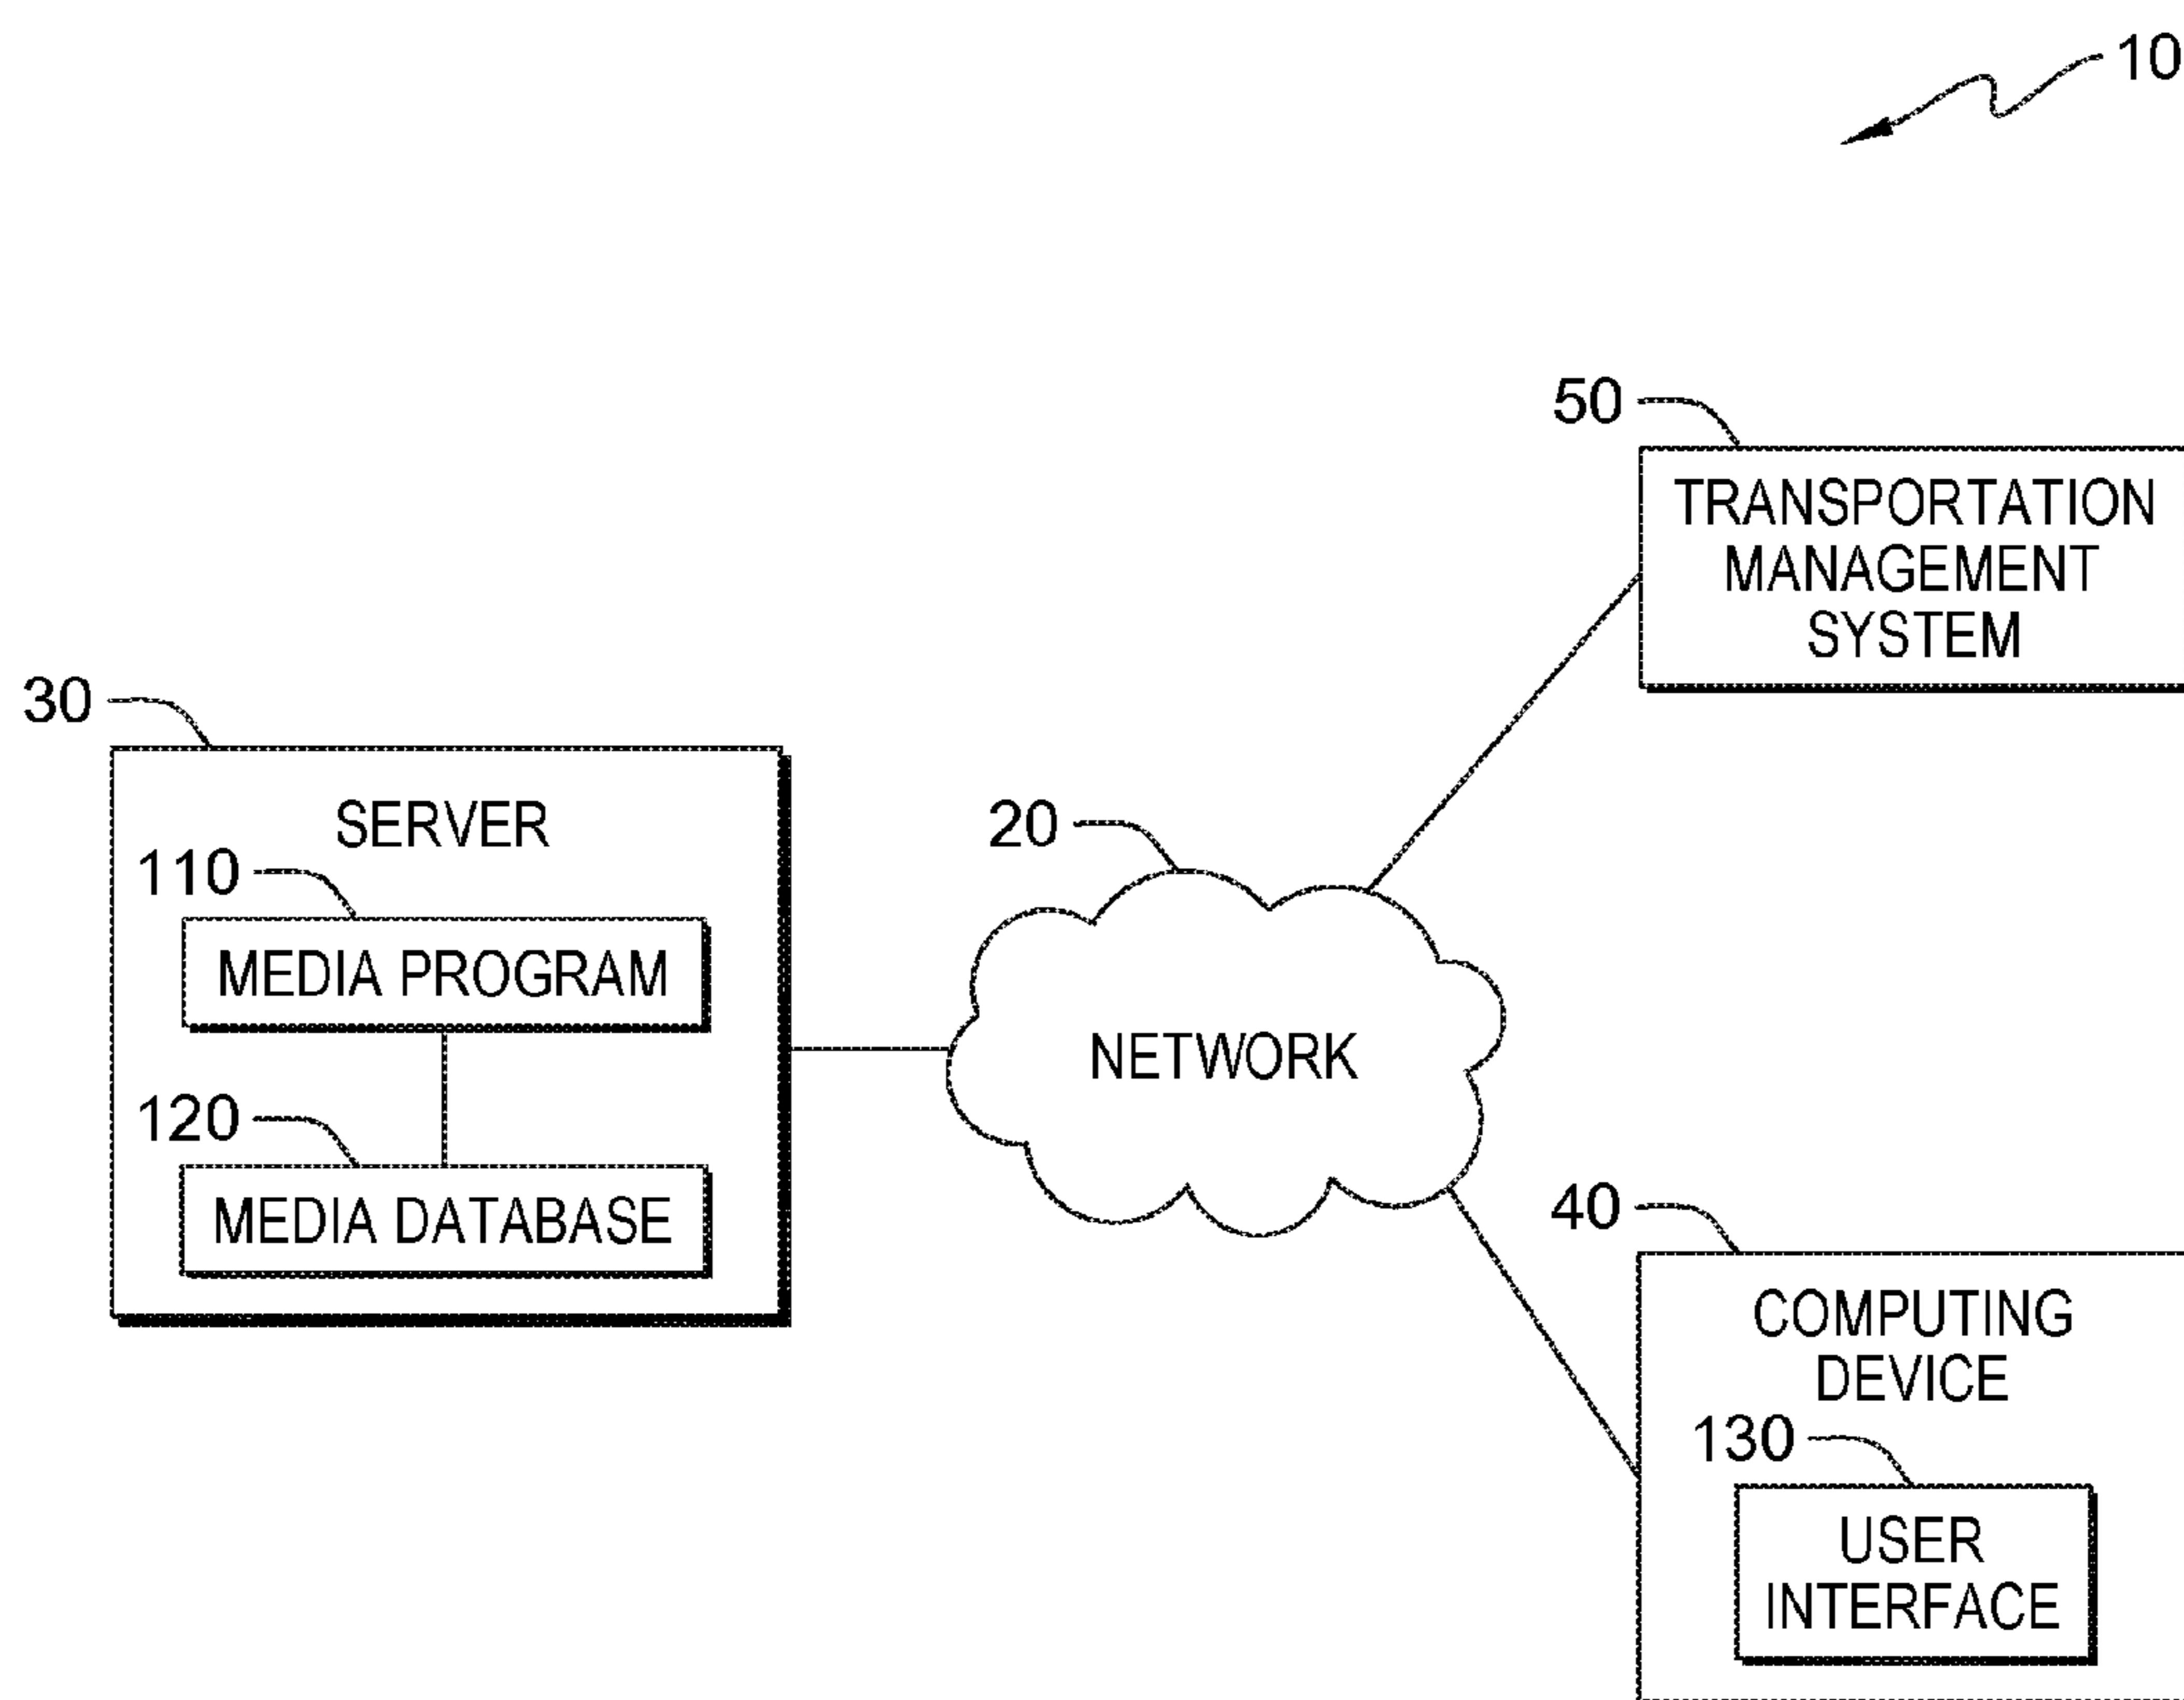 10
50
TRANSPORTATION
MANAGEMENT
SYSTEM
30
SERVER
110
MEDIA PROGRAM
120
MEDIA DATABASE
20
NETWORK
40
COMPUTING
DEVICE
130
USER
INTERFACE